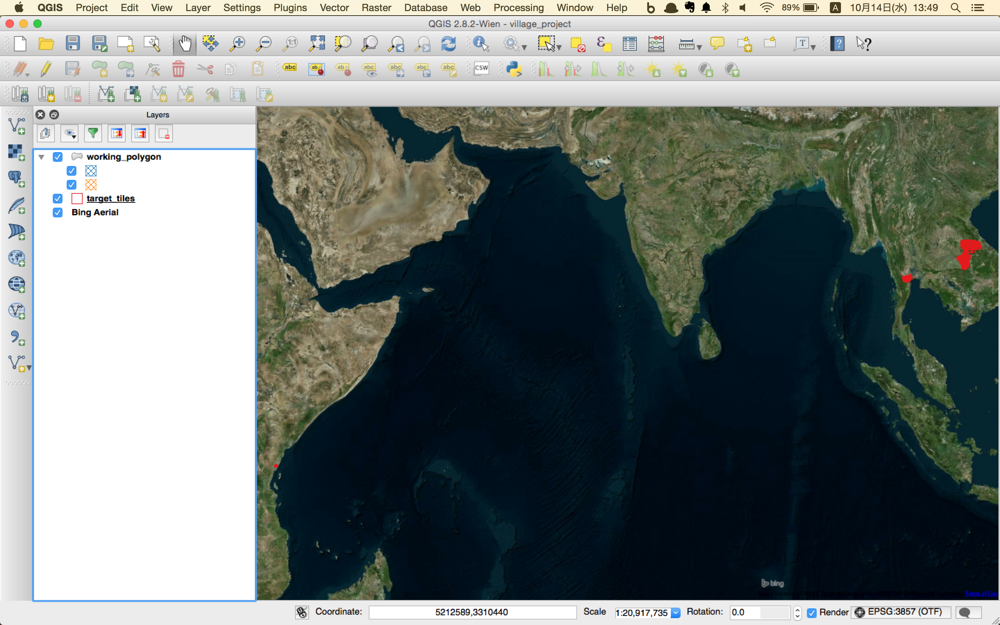 QGIS Project Edit View Layer Settings Plugins Vector Raster Database Web Processing Window Help 89% A 10月14日(水) 13:49
QGIS 2.8.2-Wien - village_project
1:1
T
?
?
abc
ab
ab
abc
abc
abc
abc
CSW
Layers
working_polygon
target_tiles
Bing Aerial
bing
Terms of Use
Coordinate: 5212589,3310440 Scale 1:20,917,735 Rotation: 0.0 Render EPSG:3857 (OTF)